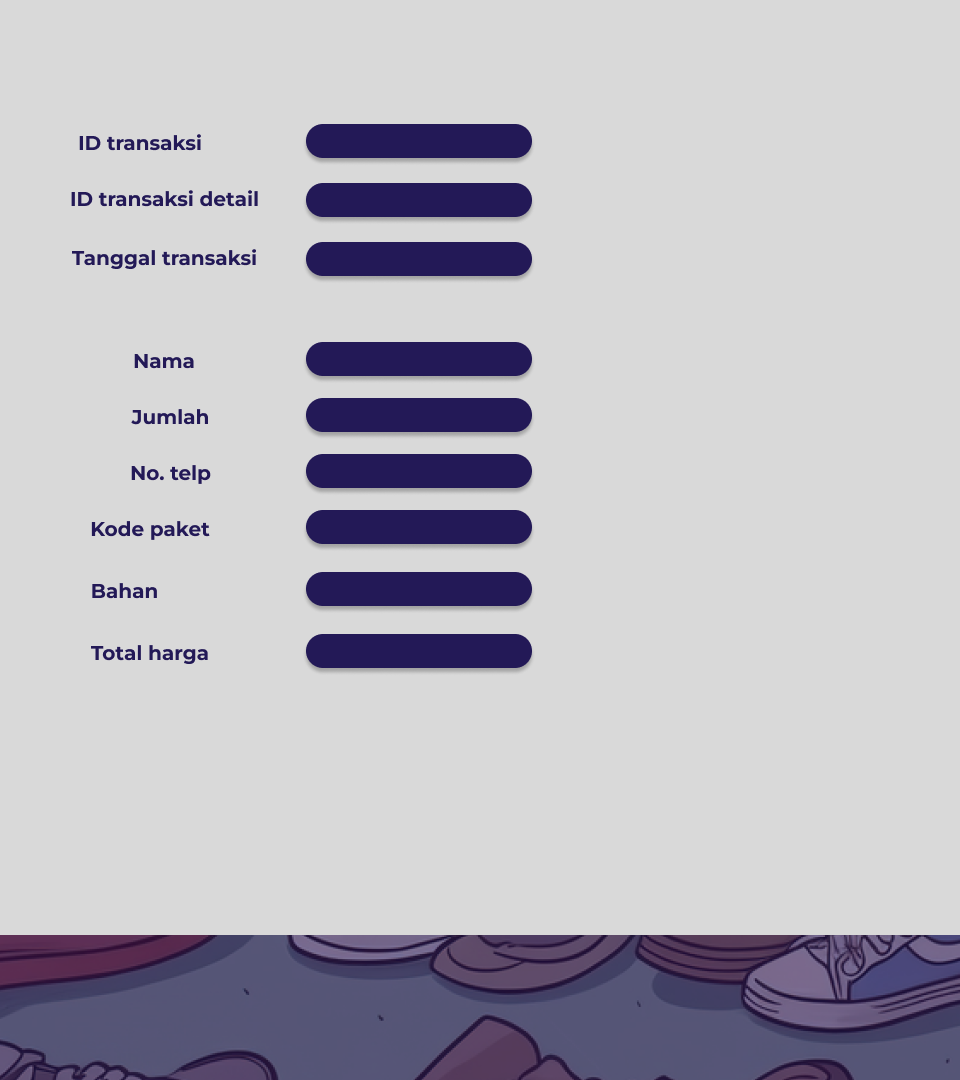 ID transaksi
ID transaksi detail
Tanggal transaksi
Nama
Jumlah
No. telp
Kode paket
Bahan
Total harga